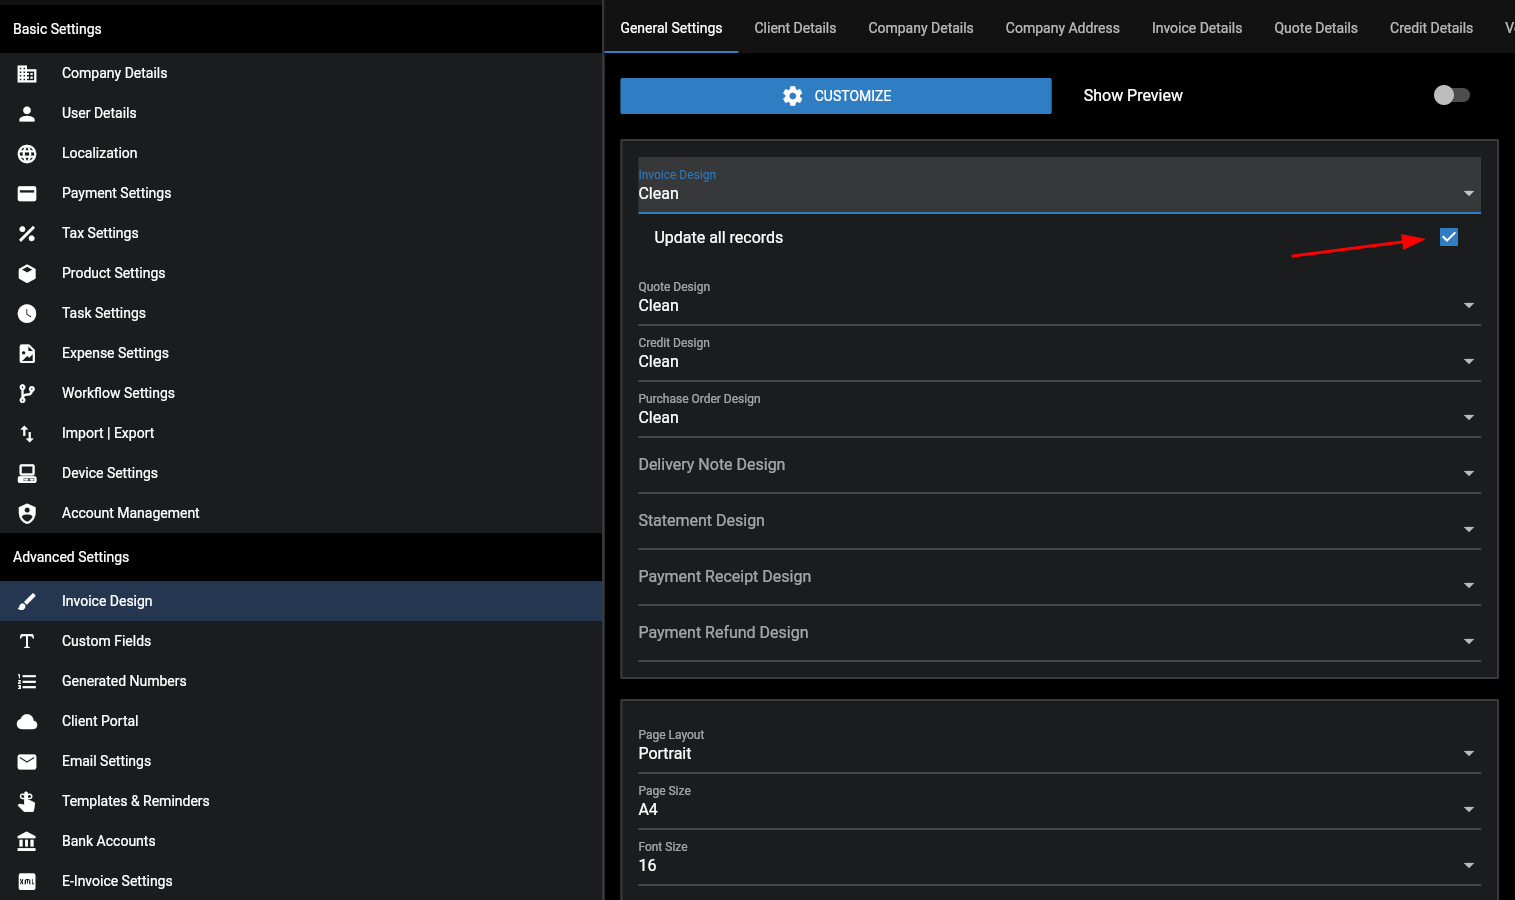 Basic Settings
Company Details
User Details
Localization
Payment Settings
Tax Settings
Product Settings
Task Settings
Expense Settings
Workflow Settings
Import | Export
Device Settings
Account Management
Advanced Settings
Invoice Design
Custom Fields
Generated Numbers
Client Portal
Email Settings
Templates & Reminders
Bank Accounts
XML
E-Invoice Settings
General Settings
Client Details
Company Details
Company Address
Invoice Details
Quote Details
Credit Details
CUSTOMIZE
Show Preview
Invoice Design
Clean
Update all records
Quote Design
Clean
Credit Design
Clean
Purchase Order Design
Clean
Delivery Note Design
Statement Design
Payment Receipt Design
Payment Refund Design
Page Layout
Portrait
Page Size
A4
Font Size
16